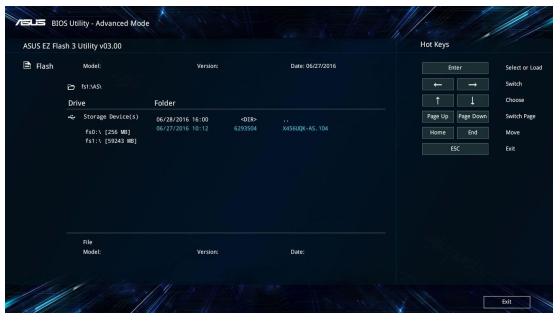 ASUS BIOS Utility - Advanced Mode
ASUS EZ Flash 3 Utility v03.00
Hot Keys
Flash
Model: Version: Date: 06/27/2016
fs1:\AS\
Drive Folder
Storage Device(s)
fs0:\ [256 MB]
fs1:\ [59243 MB]
06/28/2016 16:00 <DIR> ..
06/27/2016 10:12 6293504 X456UQK-AS.104
File
Model: Version: Date:
Enter Select or Load
← → Switch
↑ ↓ Choose
Page Up Page Down Switch Page
Home End Move
ESC Exit
Exit